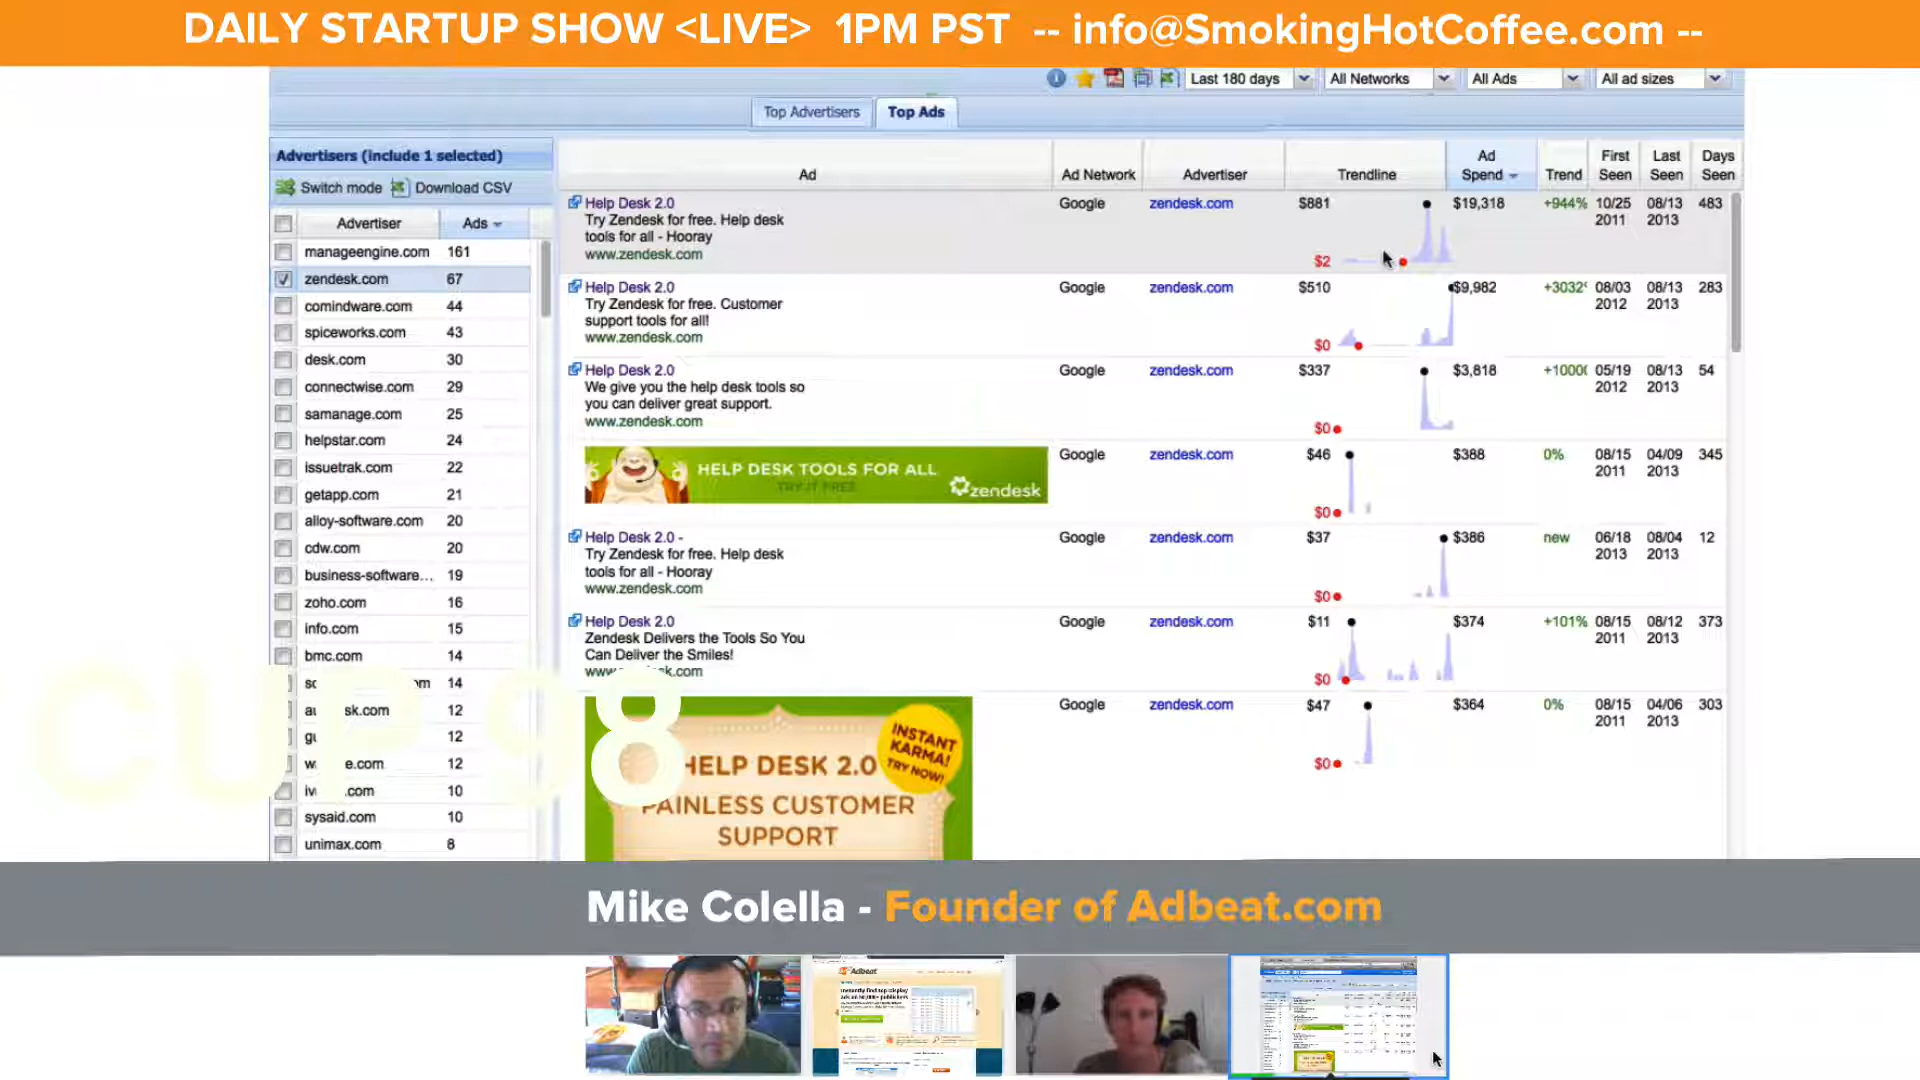 DAILY STARTUP SHOW <LIVE> 1PM PST -- info@SmokingHotCoffee.com --
Last 180 days All Networks All Ads All ad sizes
Top Advertisers Top Ads
Advertisers (include 1 selected)
Switch mode Download CSV
Advertiser Ads
manageengine.com 161
zendesk.com 67
comindware.com 44
spiceworks.com 43
desk.com 30
connectwise.com 29
samanage.com 25
helpstar.com 24
issuetrak.com 22
getapp.com 21
alloy-software.com 20
cdw.com 20
business-software... 19
zoho.com 16
info.com 15
bmc.com 14
14
12
12
12
10
sysaid.com 10
unimax.com 8
Ad Ad Network Advertiser Trendline Ad Spend Trend First Seen Last Seen Days Seen
Help Desk 2.0 Google zendesk.com $881 $19,318 +944% 10/25 08/13 483
Try Zendesk for free. Help desk 2011 2013
tools for all - Hooray
www.zendesk.com $2
Help Desk 2.0 Google zendesk.com $510 $9,982 +3032 08/03 08/13 283
Try Zendesk for free. Customer 2012 2013
support tools for all!
www.zendesk.com $0
Help Desk 2.0 Google zendesk.com $337 $3,818 +1000 05/19 08/13 54
We give you the help desk tools so 2012 2013
you can deliver great support.
www.zendesk.com $0
Google zendesk.com $46 $388 0% 08/15 04/09 345
HELP DESK TOOLS FOR ALL 2011 2013
TRY IT FREE
zendesk
$0
Help Desk 2.0 - Google zendesk.com $37 $386 new 06/18 08/04 12
Try Zendesk for free. Help desk 2013 2013
tools for all - Hooray
www.zendesk.com $0
Help Desk 2.0 Google zendesk.com $11 $374 +101% 08/15 08/12 373
Zendesk Delivers the Tools So You 2011 2013
Can Deliver the Smiles!
$0
Google zendesk.com $47 $364 0% 08/15 04/06 303
2011 2013
INSTANT
KARMA!
TRY NOW!
$0
HELP DESK 2.0
PAINLESS CUSTOMER
SUPPORT
CUP 98
Mike Colella - Founder of Adbeat.com
Adbeat